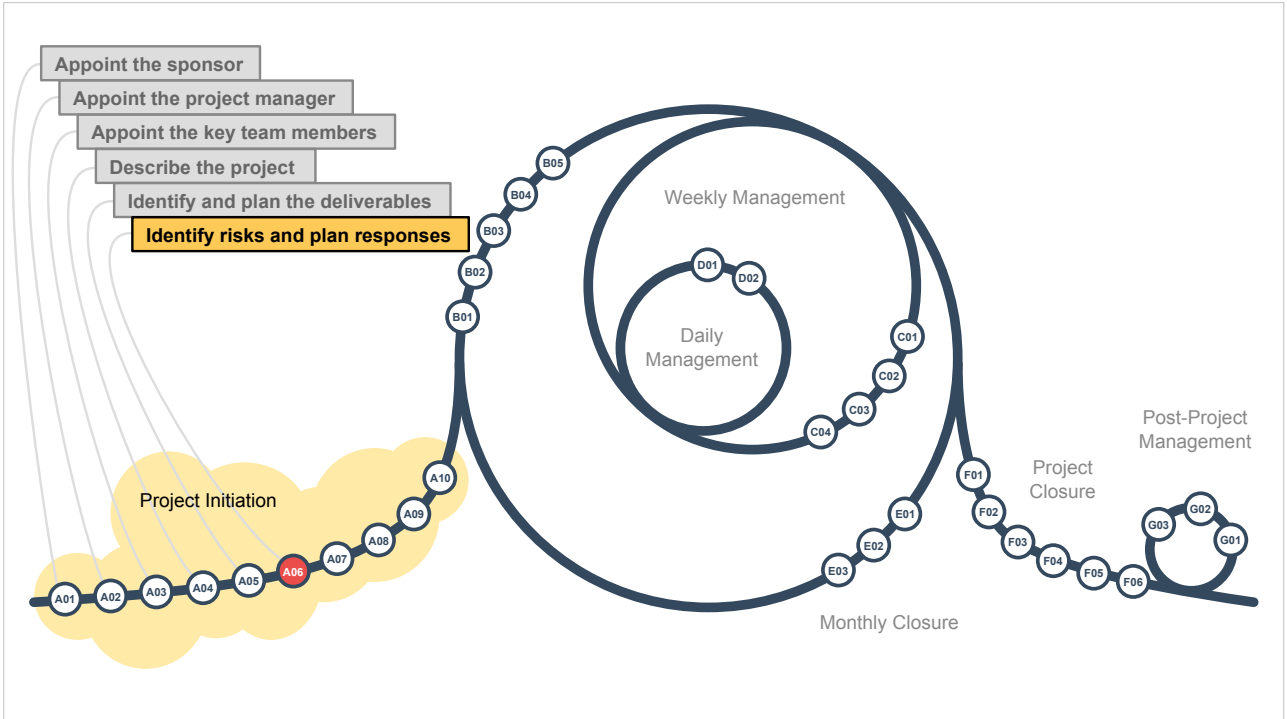 Appoint the sponsor
Appoint the project manager
Appoint the key team members
Describe the project
Identify and plan the deliverables
Identify risks and plan responses
B05
B04
B03
B02
B01
Weekly Management
D01
D02
Daily
Management
C01
C02
C03
C04
Post-Project
Management
Project
Closure
Project Initiation
A10
A09
A08
A07
A06
A05
A04
A03
A02
A01
E01
E02
E03
Monthly Closure
F01
F02
F03
F04
F05
F06
G03
G02
G01